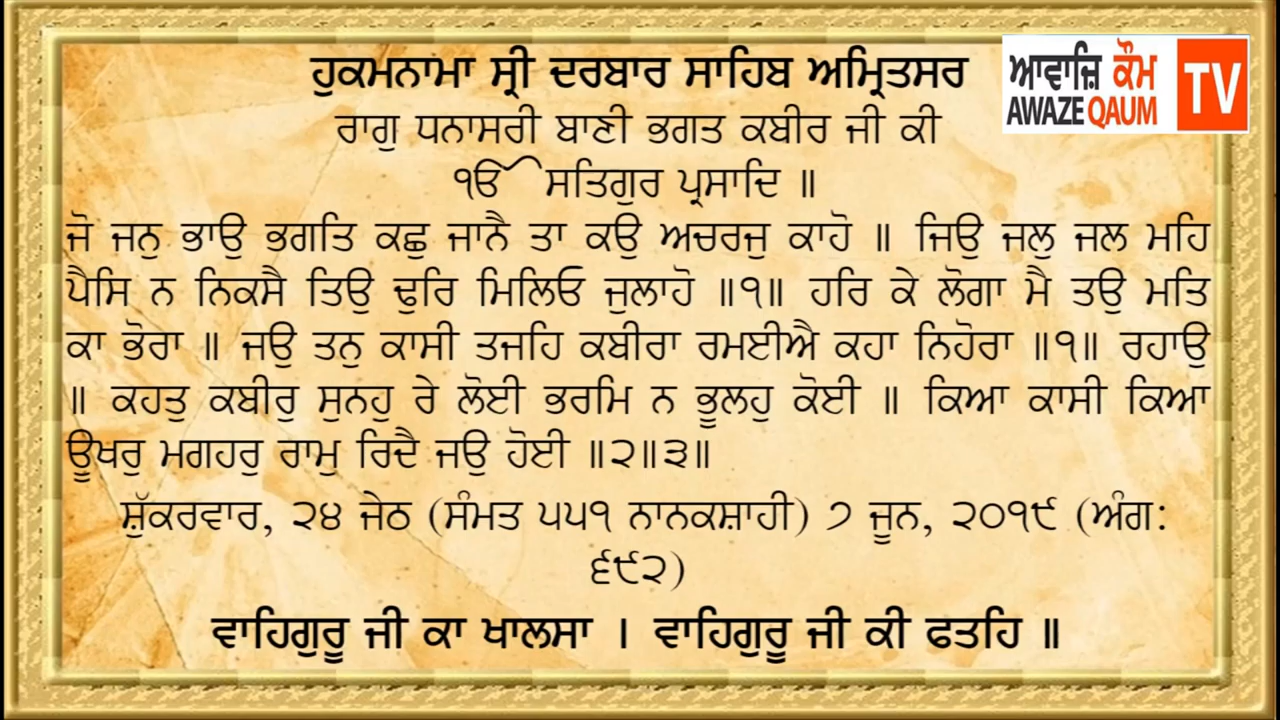 ਹੁਕਮਨਾਮਾ ਸ੍ਰੀ ਦਰਬਾਰ ਸਾਹਿਬ ਅਮ੍ਰਿਤਸਰ
ਆਵਾਜ਼ਿ ਕੌਮ
AWAZE QAUM
TV
ਰਾਗੁ ਧਨਾਸਰੀ ਬਾਣੀ ਭਗਤ ਕਬੀਰ ਜੀ ਕੀ
ੴ ਸਤਿਗੁਰ ਪ੍ਰਸਾਦਿ ॥
ਜੋ ਜਨੁ ਭਾਉ ਭਗਤਿ ਕਛੁ ਜਾਨੈ ਤਾ ਕਉ ਅਚਰਜੁ ਕਾਹੋ ॥ ਜਿਉ ਜਲੁ ਜਲ ਮਹਿ
ਪੈਸਿ ਨ ਨਿਕਸੈ ਤਿਉ ਢੁਰਿ ਮਿਲਿਓ ਜੁਲਾਹੋ ॥੧॥ ਹਰਿ ਕੇ ਲੋਗਾ ਮੈ ਤਉ ਮਤਿ
ਕਾ ਭੋਰਾ ॥ ਜਉ ਤਨੁ ਕਾਸੀ ਤਜਹਿ ਕਬੀਰਾ ਰਮਈਐ ਕਹਾ ਨਿਹੋਰਾ ॥੧॥ ਰਹਾਉ
॥ ਕਹਤੁ ਕਬੀਰੁ ਸੁਨਹੁ ਰੇ ਲੋਈ ਭਰਮਿ ਨ ਭੂਲਹੁ ਕੋਈ ॥ ਕਿਆ ਕਾਸੀ ਕਿਆ
ਊਖਰੁ ਮਗਹਰੁ ਰਾਮੁ ਰਿਦੈ ਜਉ ਹੋਈ ॥੨॥੩॥
ਸ਼ੁੱਕਰਵਾਰ, ੨੪ ਜੇਠ (ਸੰਮਤ ੫੫੧ ਨਾਨਕਸ਼ਾਹੀ) ੭ ਜੂਨ, ੨੦੧੯ (ਅੰਗ:
੬੯੨)
ਵਾਹਿਗੁਰੂ ਜੀ ਕਾ ਖਾਲਸਾ । ਵਾਹਿਗੁਰੂ ਜੀ ਕੀ ਫਤਹਿ ॥